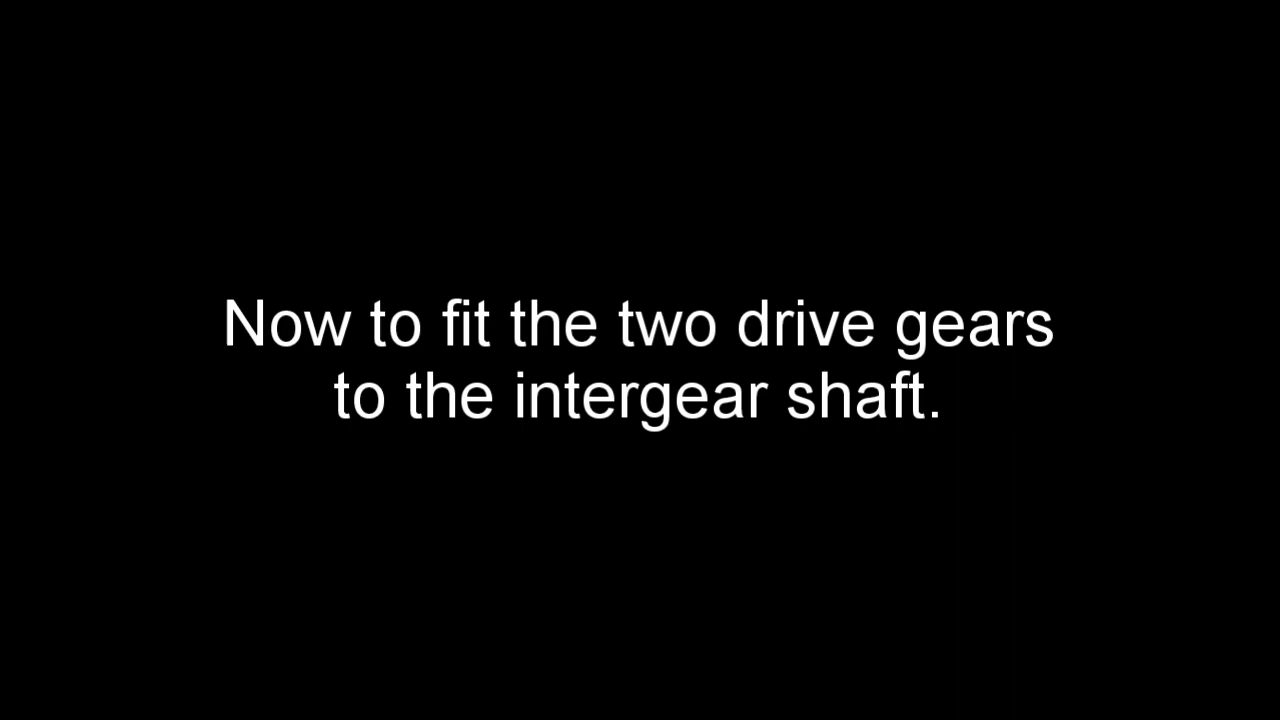 Now to fit the two drive gears
to the intergear shaft.